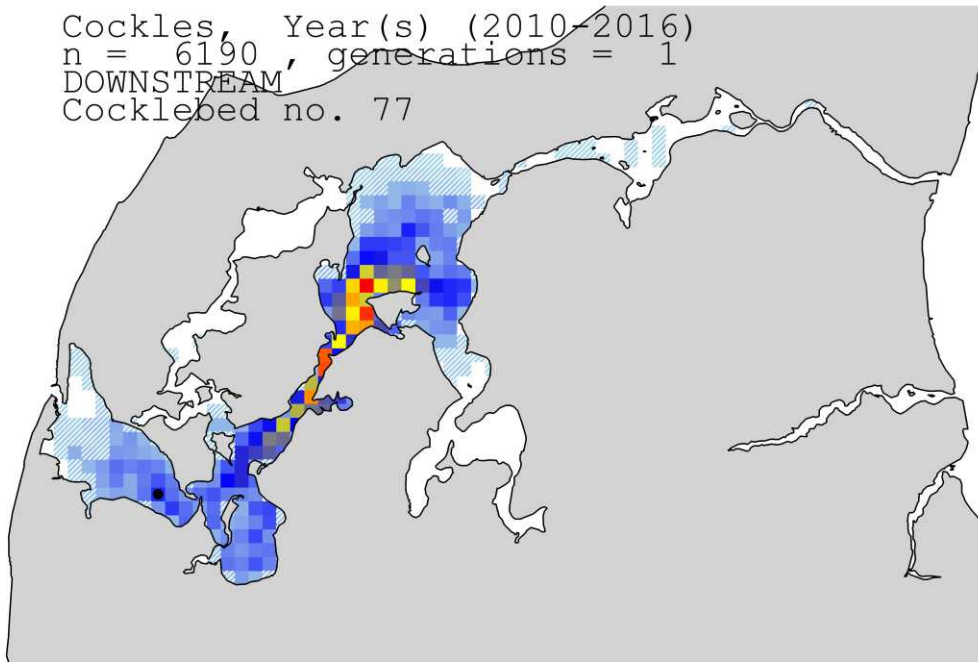 Cockles, Year(s) (2010-2016)
n = 6190 , generations = 1
DOWNSTREAM
Cocklebed no. 77